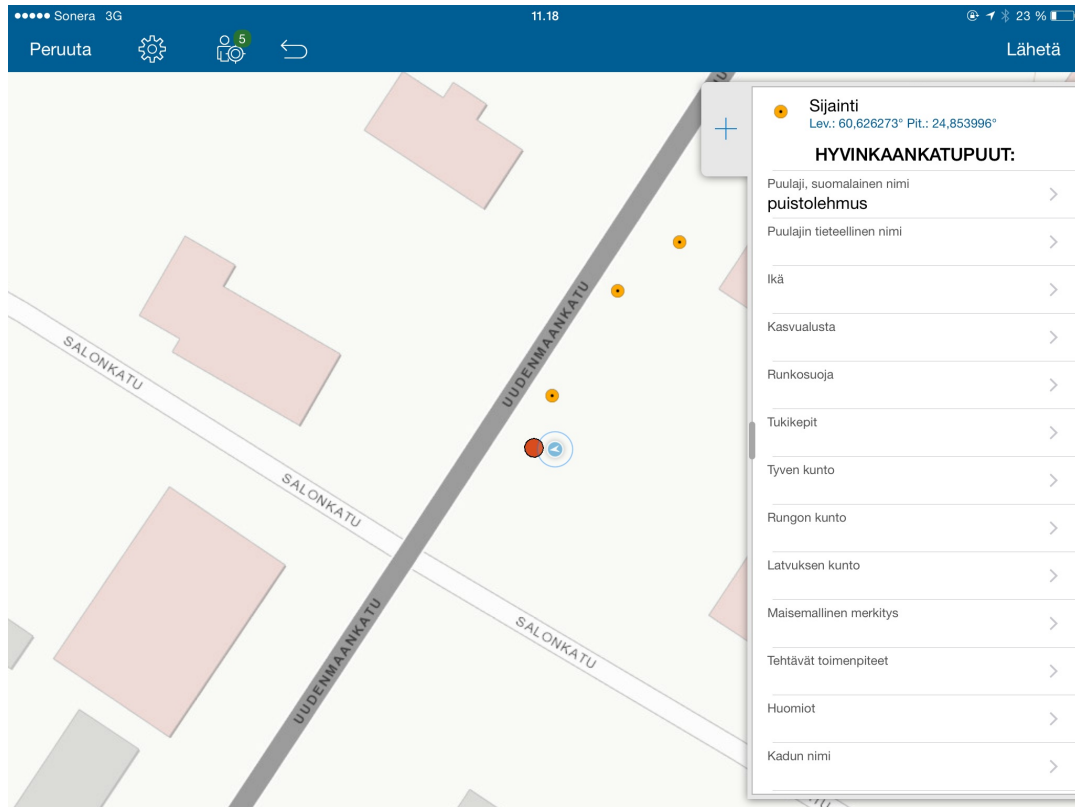 Sonera 3G 11.18 23 %
Peruuta 5 Lähetä
Sijainti
Lev.: 60,626273° Pit.: 24,853996°
HYVINKAANKATUPUUT:
Puulaji, suomalainen nimi
puistolehmus
Puulajin tieteellinen nimi
Ikä
Kasvualusta
Runkosuoja
Tukikepit
Tyven kunto
Rungon kunto
Latvuksen kunto
Maisemallinen merkitys
Tehtävät toimenpiteet
Huomiot
Kadun nimi
UUDENMAANKATU
SALONKATU
SALONKATU
UUDENMAANKATU
SALONKATU